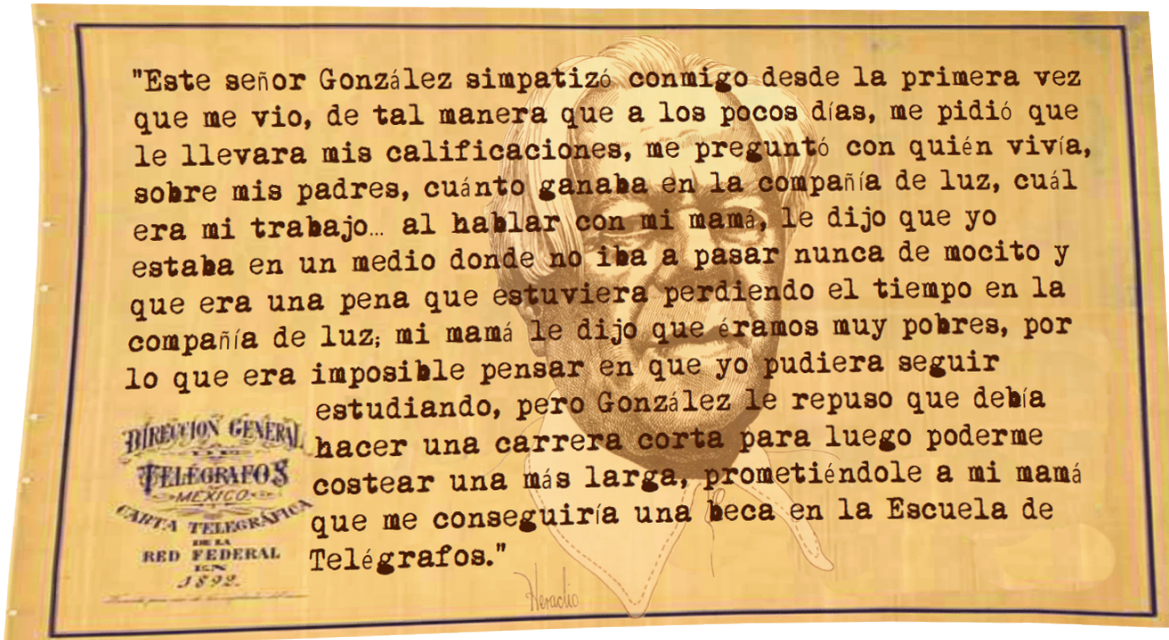 "Este señor González simpatizó conmigo desde la primera vez
que me vio, de tal manera que a los pocos días, me pidió que
le llevara mis calificaciones, me preguntó con quién vivía,
sobre mis padres, cuánto ganaba en la compañía de luz, cuál
era mi trabajo… al hablar con mi mamá, le dijo que yo
estaba en un medio donde no iba a pasar nunca de mocito y
que era una pena que estuviera perdiendo el tiempo en la
compañía de luz; mi mamá le dijo que éramos muy pobres, por
lo que era imposible pensar en que yo pudiera seguir
estudiando, pero González le repuso que debía
hacer una carrera corta para luego poderme
costear una más larga, prometiéndole a mi mamá
que me conseguiría una beca en la Escuela de
Telégrafos."
DIRECCION GENERAL
TELÉGRAFOS
MEXICO
CARTA TELEGRÁFICA
DE LA
RED FEDERAL
EN
1892.
Heraclio